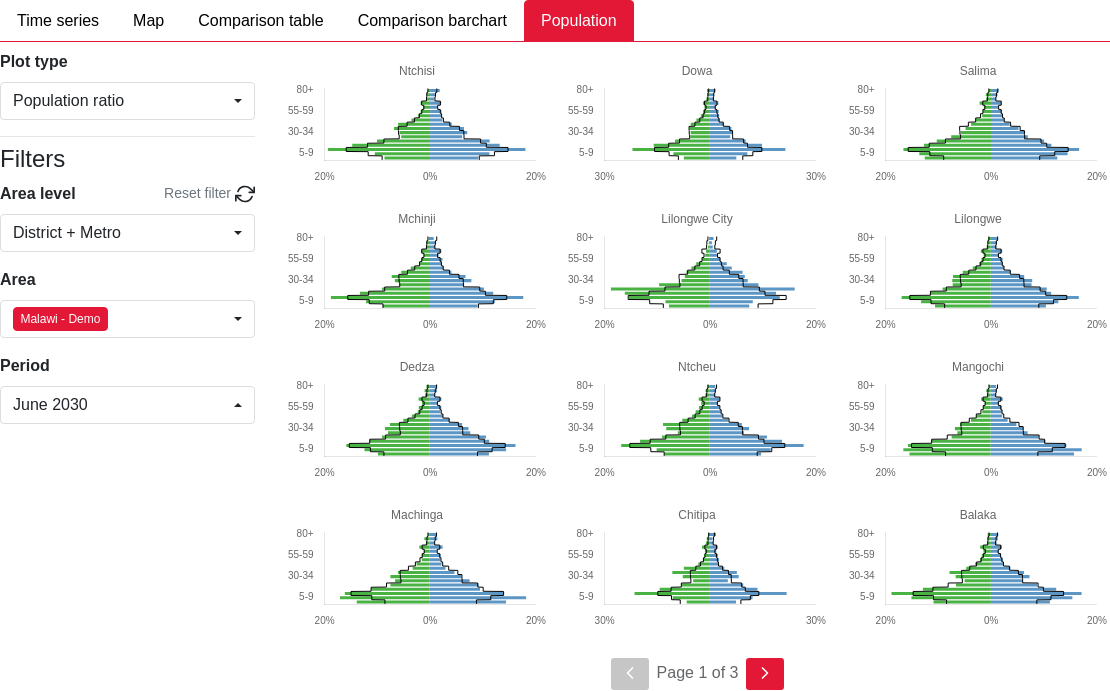 Time series Map Comparison table Comparison barchart Population
Plot type
Population ratio
Filters
Area level Reset filter
District + Metro
Area
Malawi - Demo
Period
June 2030
Ntchisi Dowa Salima
80+ 80+ 80+
55-59 55-59 55-59
30-34 30-34 30-34
5-9 5-9 5-9
20% 0% 20% 30% 0% 30% 20% 0% 20%
Mchinji Lilongwe City Lilongwe
80+ 80+ 80+
55-59 55-59 55-59
30-34 30-34 30-34
5-9 5-9 5-9
20% 0% 20% 20% 0% 20% 20% 0% 20%
Dedza Ntcheu Mangochi
80+ 80+ 80+
55-59 55-59 55-59
30-34 30-34 30-34
5-9 5-9 5-9
20% 0% 20% 20% 0% 20% 20% 0% 20%
Machinga Chitipa Balaka
80+ 80+ 80+
55-59 55-59 55-59
30-34 30-34 30-34
5-9 5-9 5-9
20% 0% 20% 30% 0% 30% 20% 0% 20%
Page 1 of 3